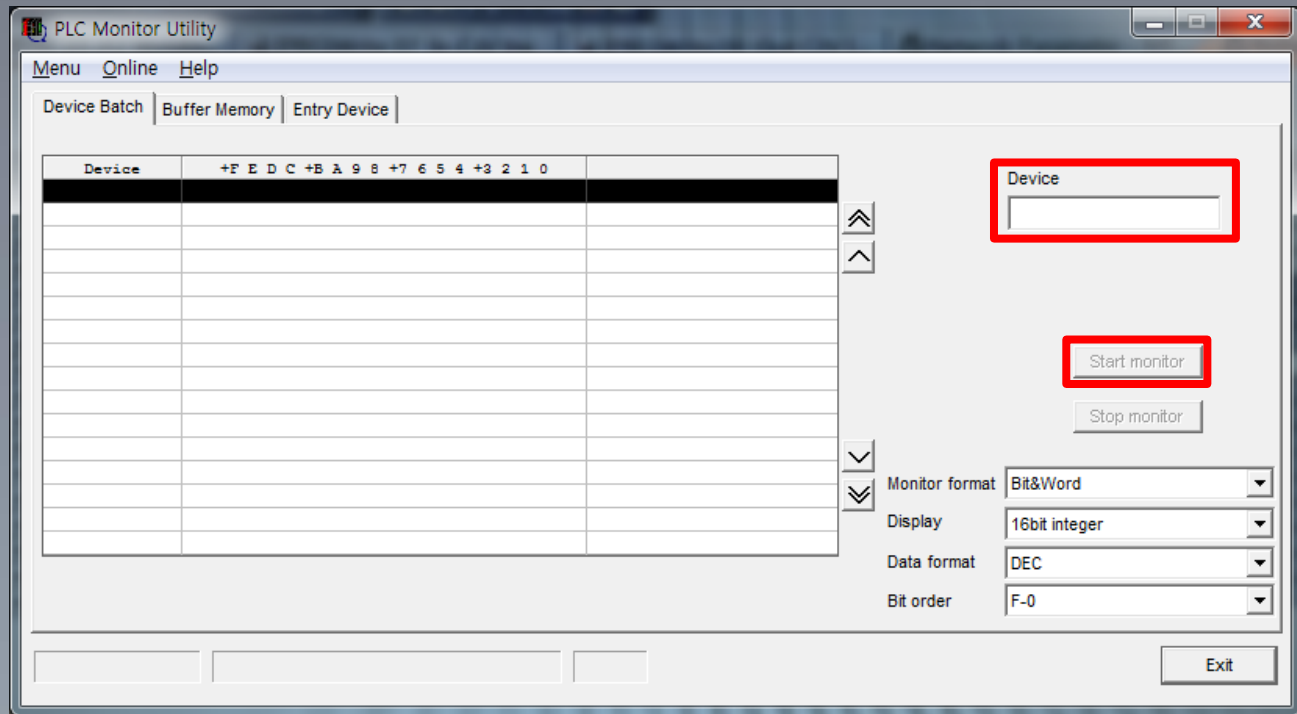 PLC Monitor Utility
Menu Online Help
Device Batch Buffer Memory Entry Device
Device +F E D C +B A 9 8 +7 6 5 4 +3 2 1 0
Device
Start monitor
Stop monitor
Monitor format Bit&Word
Display 16bit integer
Data format DEC
Bit order F-0
Exit